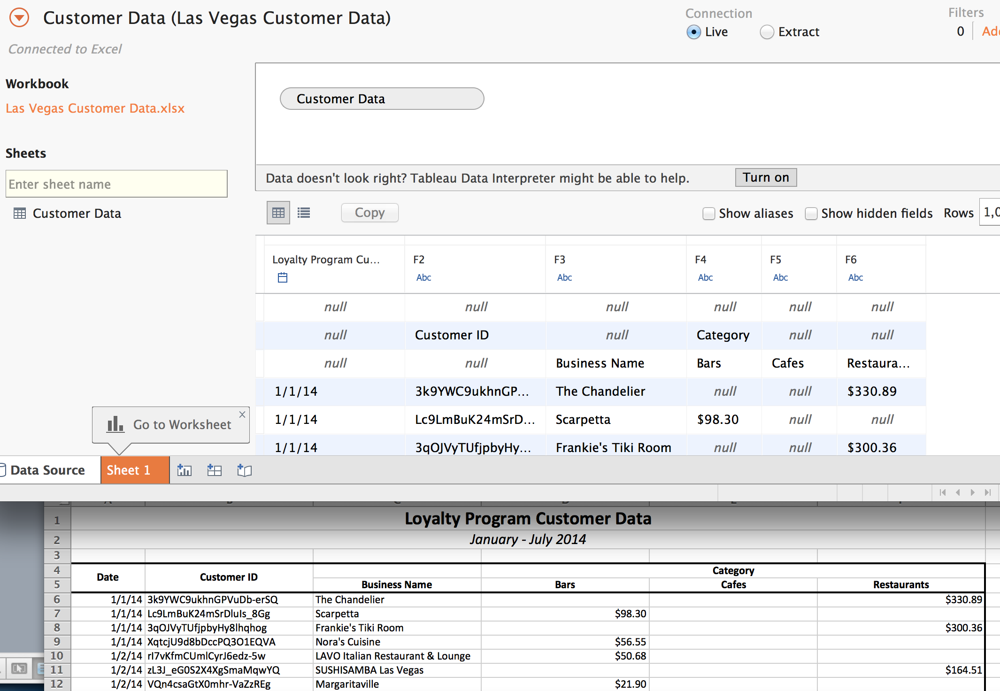 Customer Data (Las Vegas Customer Data)
Connection
Filters
Live
Extract
0
Connected to Excel
Workbook
Las Vegas Customer Data.xlsx
Customer Data
Sheets
Enter sheet name
Customer Data
Data doesn't look right? Tableau Data Interpreter might be able to help.
Turn on
Copy
Show aliases
Show hidden fields
Rows
Loyalty Program Cu... F2 F3 F4 F5 F6
Abc Abc Abc Abc Abc
null null null null null null
null Customer ID null Category null null
null null Business Name Bars Cafes Restaura...
1/1/14 3k9YWC9ukhnGP... The Chandelier null null $330.89
1/1/14 Lc9LmBuK24mSrD... Scarpetta $98.30 null null
1/1/14 3qOJVyTUfjpbyHy... Frankie's Tiki Room null null $300.36
Go to Worksheet
Data Source
Sheet 1
1 Loyalty Program Customer Data
2 January - July 2014
3
4 Category
Date Customer ID
5 Business Name Bars Cafes Restaurants
6 1/1/14 3k9YWC9ukhnGPVuDb-erSQ The Chandelier $330.89
7 1/1/14 Lc9LmBuK24mSrDluIs_8Gg Scarpetta $98.30
8 1/1/14 3qOJVyTUfjpbyHy8lhqhog Frankie's Tiki Room $300.36
9 1/1/14 XqtcjU9d8bDccPQ3O1EQVA Nora's Cuisine $56.55
10 1/2/14 rI7vKfmCUmlCyrJ6edz-5w LAVO Italian Restaurant & Lounge $50.68
11 1/2/14 zL3J_eG0S2X4XgSmaMqwYQ SUSHISAMBA Las Vegas $164.51
12 1/2/14 VQn4csaGtX0mhr-VaZzREg Margaritaville $21.90